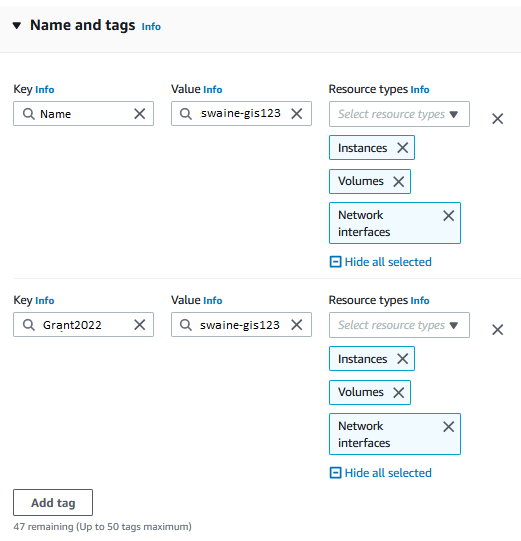 Name and tags Info
Key Info Value Info Resource types Info
Name swaine-gis123 Select resource types
Instances
Volumes
Network
interfaces
Hide all selected
Key Info Value Info Resource types Info
Grant2022 swaine-gis123 Select resource types
Instances
Volumes
Network
interfaces
Hide all selected
Add tag
47 remaining (Up to 50 tags maximum)